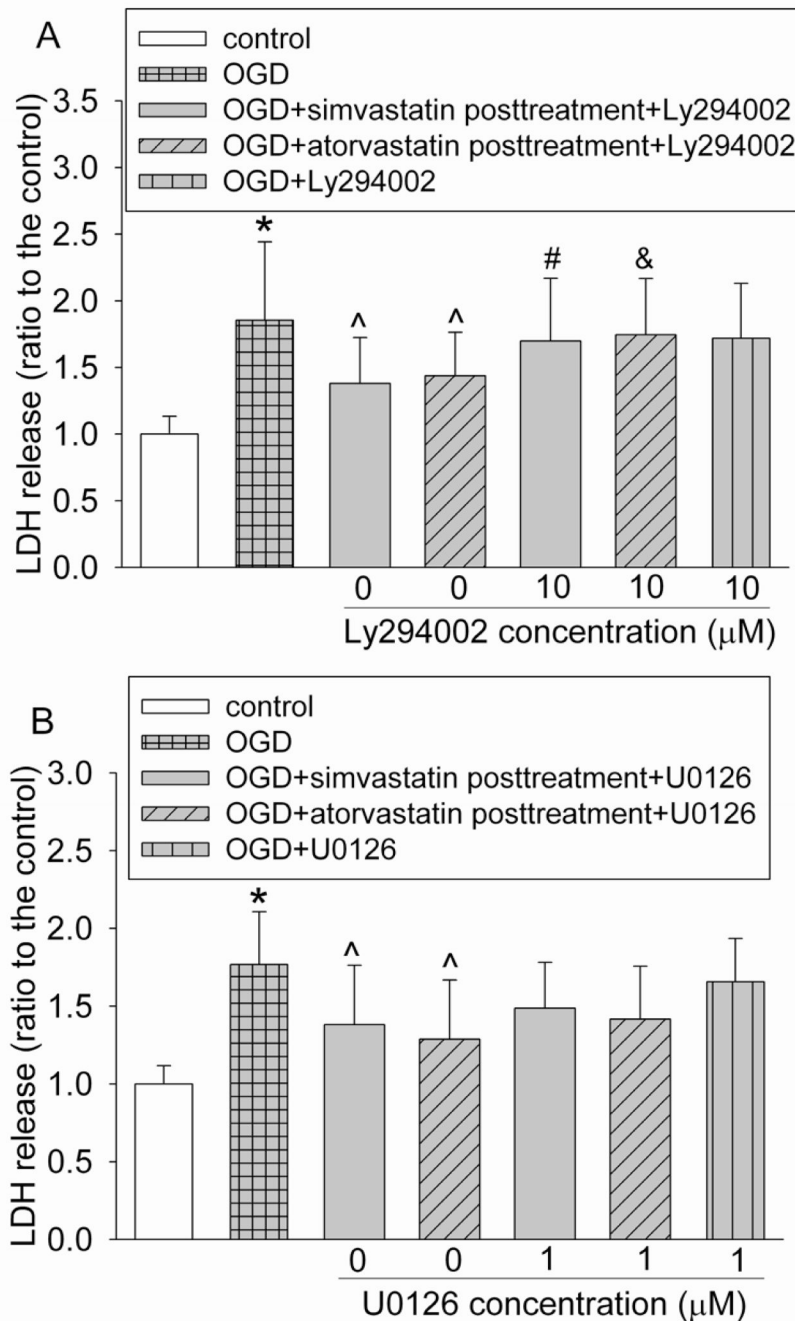 A
control
OGD
OGD+simvastatin posttreatment+Ly294002
OGD+atorvastatin posttreatment+Ly294002
OGD+Ly294002
LDH release (ratio to the control)
3.5
3.0
2.5
2.0
1.5
1.0
0.5
0.0
*
^
^
#
&
0 0 10 10 10
Ly294002 concentration (μM)
B
control
OGD
OGD+simvastatin posttreatment+U0126
OGD+atorvastatin posttreatment+U0126
OGD+U0126
LDH release (ratio to the control)
3.0
2.5
2.0
1.5
1.0
0.5
0.0
*
^
^
0 0 1 1 1
U0126 concentration (μM)